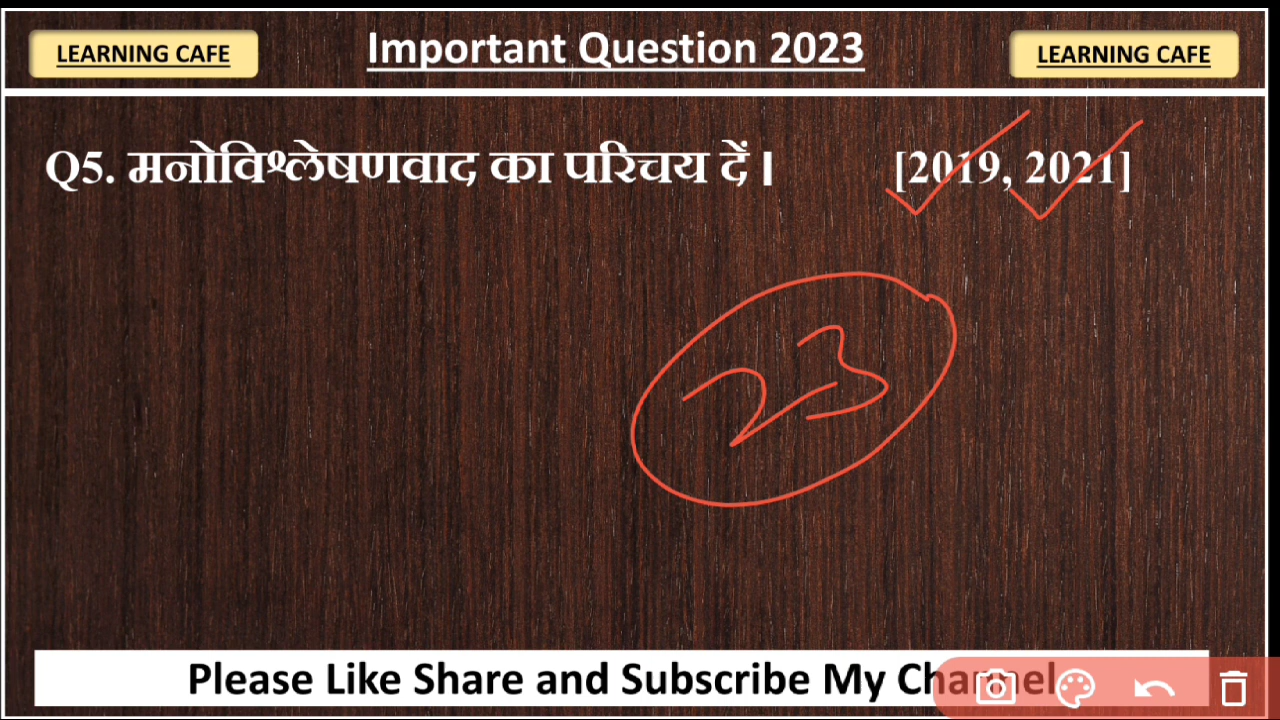 LEARNING CAFE
Important Question 2023
LEARNING CAFE
Q5. मनोविश्लेषणवाद का परिचय दें । [2019, 2021]
23
Please Like Share and Subscribe My Channel